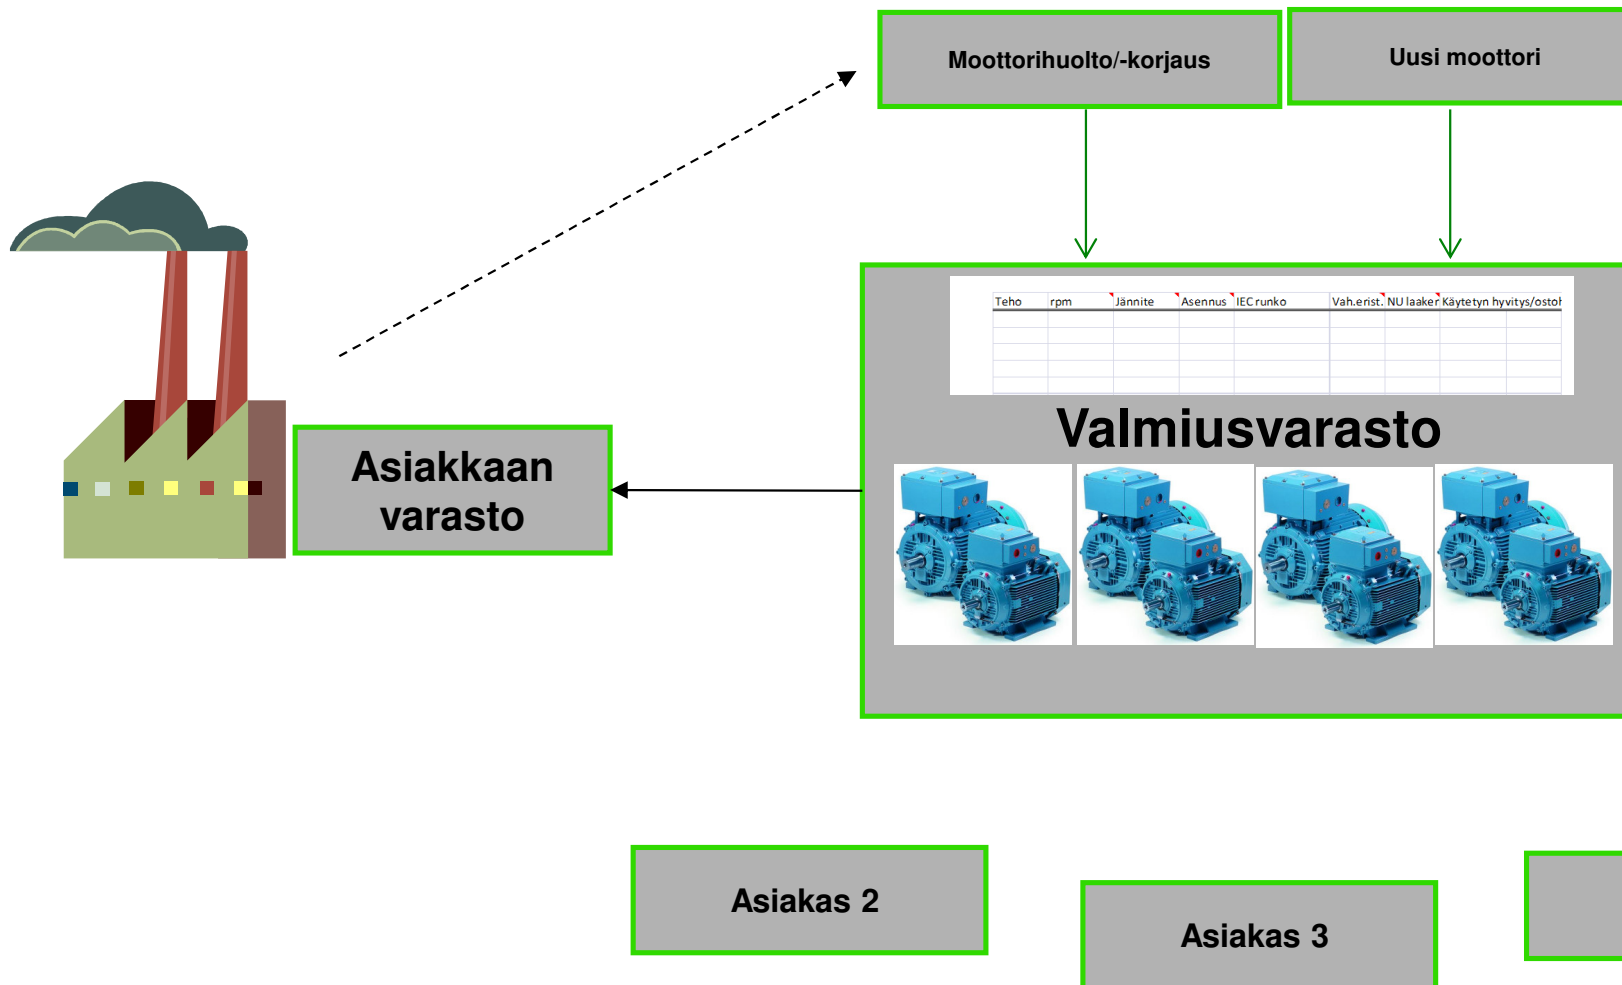 Moottorihuolto/-korjaus
Uusi moottori
Teho rpm Jännite Asennus IEC runko Vah.erist. NU laaker Käytetyn hyvitys/ostoh
Valmiusvarasto
Asiakkaan
varasto
Asiakas 2
Asiakas 3